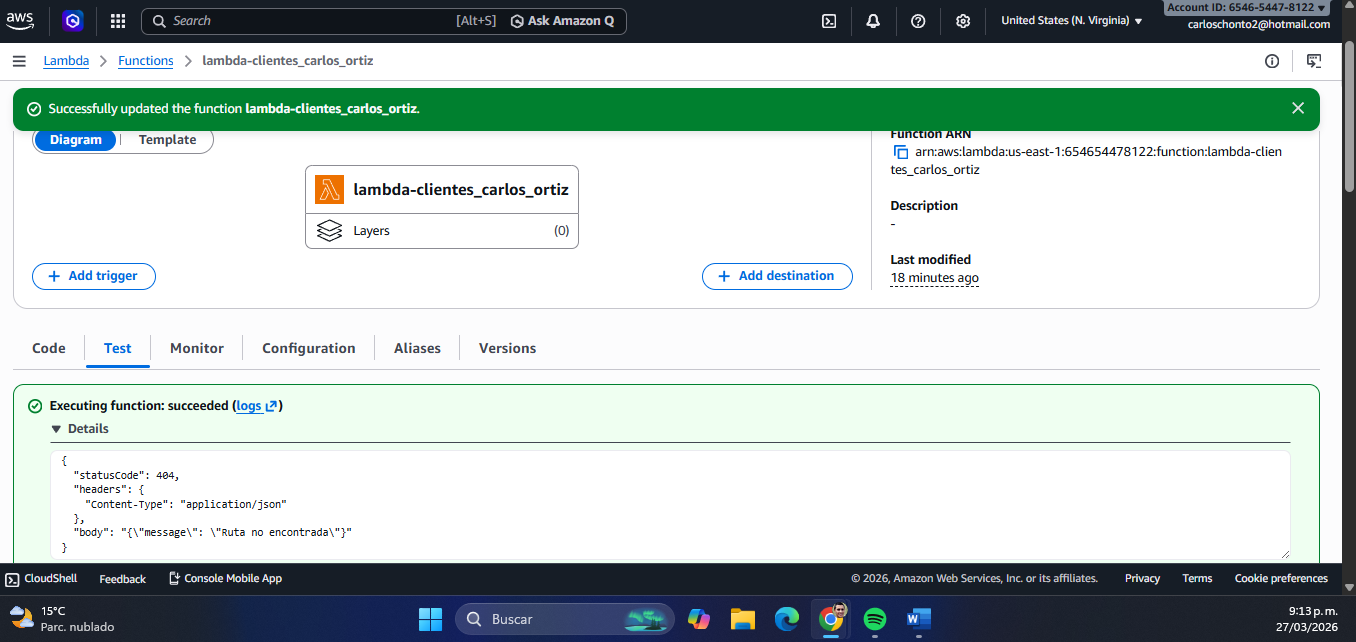 aws
Search [Alt+S] Ask Amazon Q
United States (N. Virginia) ▼
Account ID: 6546-5447-8122 ▼
carloschonto2@hotmail.com
Lambda > Functions > lambda-clientes_carlos_ortiz
Successfully updated the function lambda-clientes_carlos_ortiz.
Diagram | Template
lambda-clientes_carlos_ortiz
Layers (0)
+ Add trigger
+ Add destination
Function ARN
arn:aws:lambda:us-east-1:654654478122:function:lambda-clien
tes_carlos_ortiz
Description
-
Last modified
18 minutes ago
Code
Test
Monitor
Configuration
Aliases
Versions
Executing function: succeeded (logs)
▼ Details
{
"statusCode": 404,
"headers": {
"Content-Type": "application/json"
},
"body": "{\"message\": \"Ruta no encontrada\"}"
}
CloudShell Feedback Console Mobile App
© 2026, Amazon Web Services, Inc. or its affiliates. Privacy Terms Cookie preferences
15°C
Parc. nublado
Buscar
W
9:13 p. m.
27/03/2026